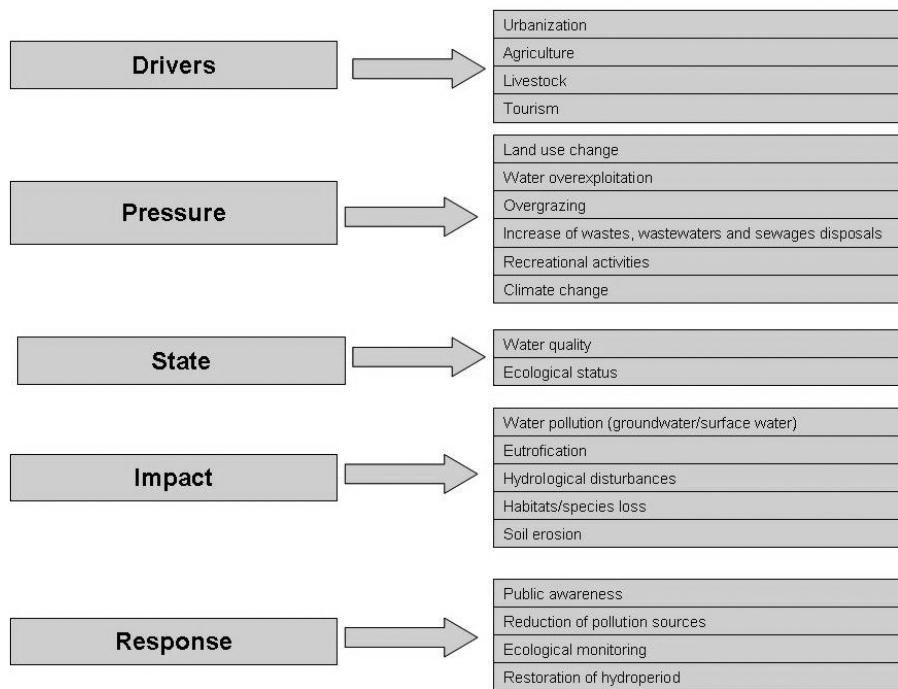 Drivers
Urbanization
Agriculture
Livestock
Tourism
Pressure
Land use change
Water overexploitation
Overgrazing
Increase of wastes, wastewaters and sewages disposals
Recreational activities
Climate change
State
Water quality
Ecological status
Impact
Water pollution (groundwater/surface water)
Eutrofication
Hydrological disturbances
Habitats/species loss
Soil erosion
Response
Public awareness
Reduction of pollution sources
Ecological monitoring
Restoration of hydroperiod